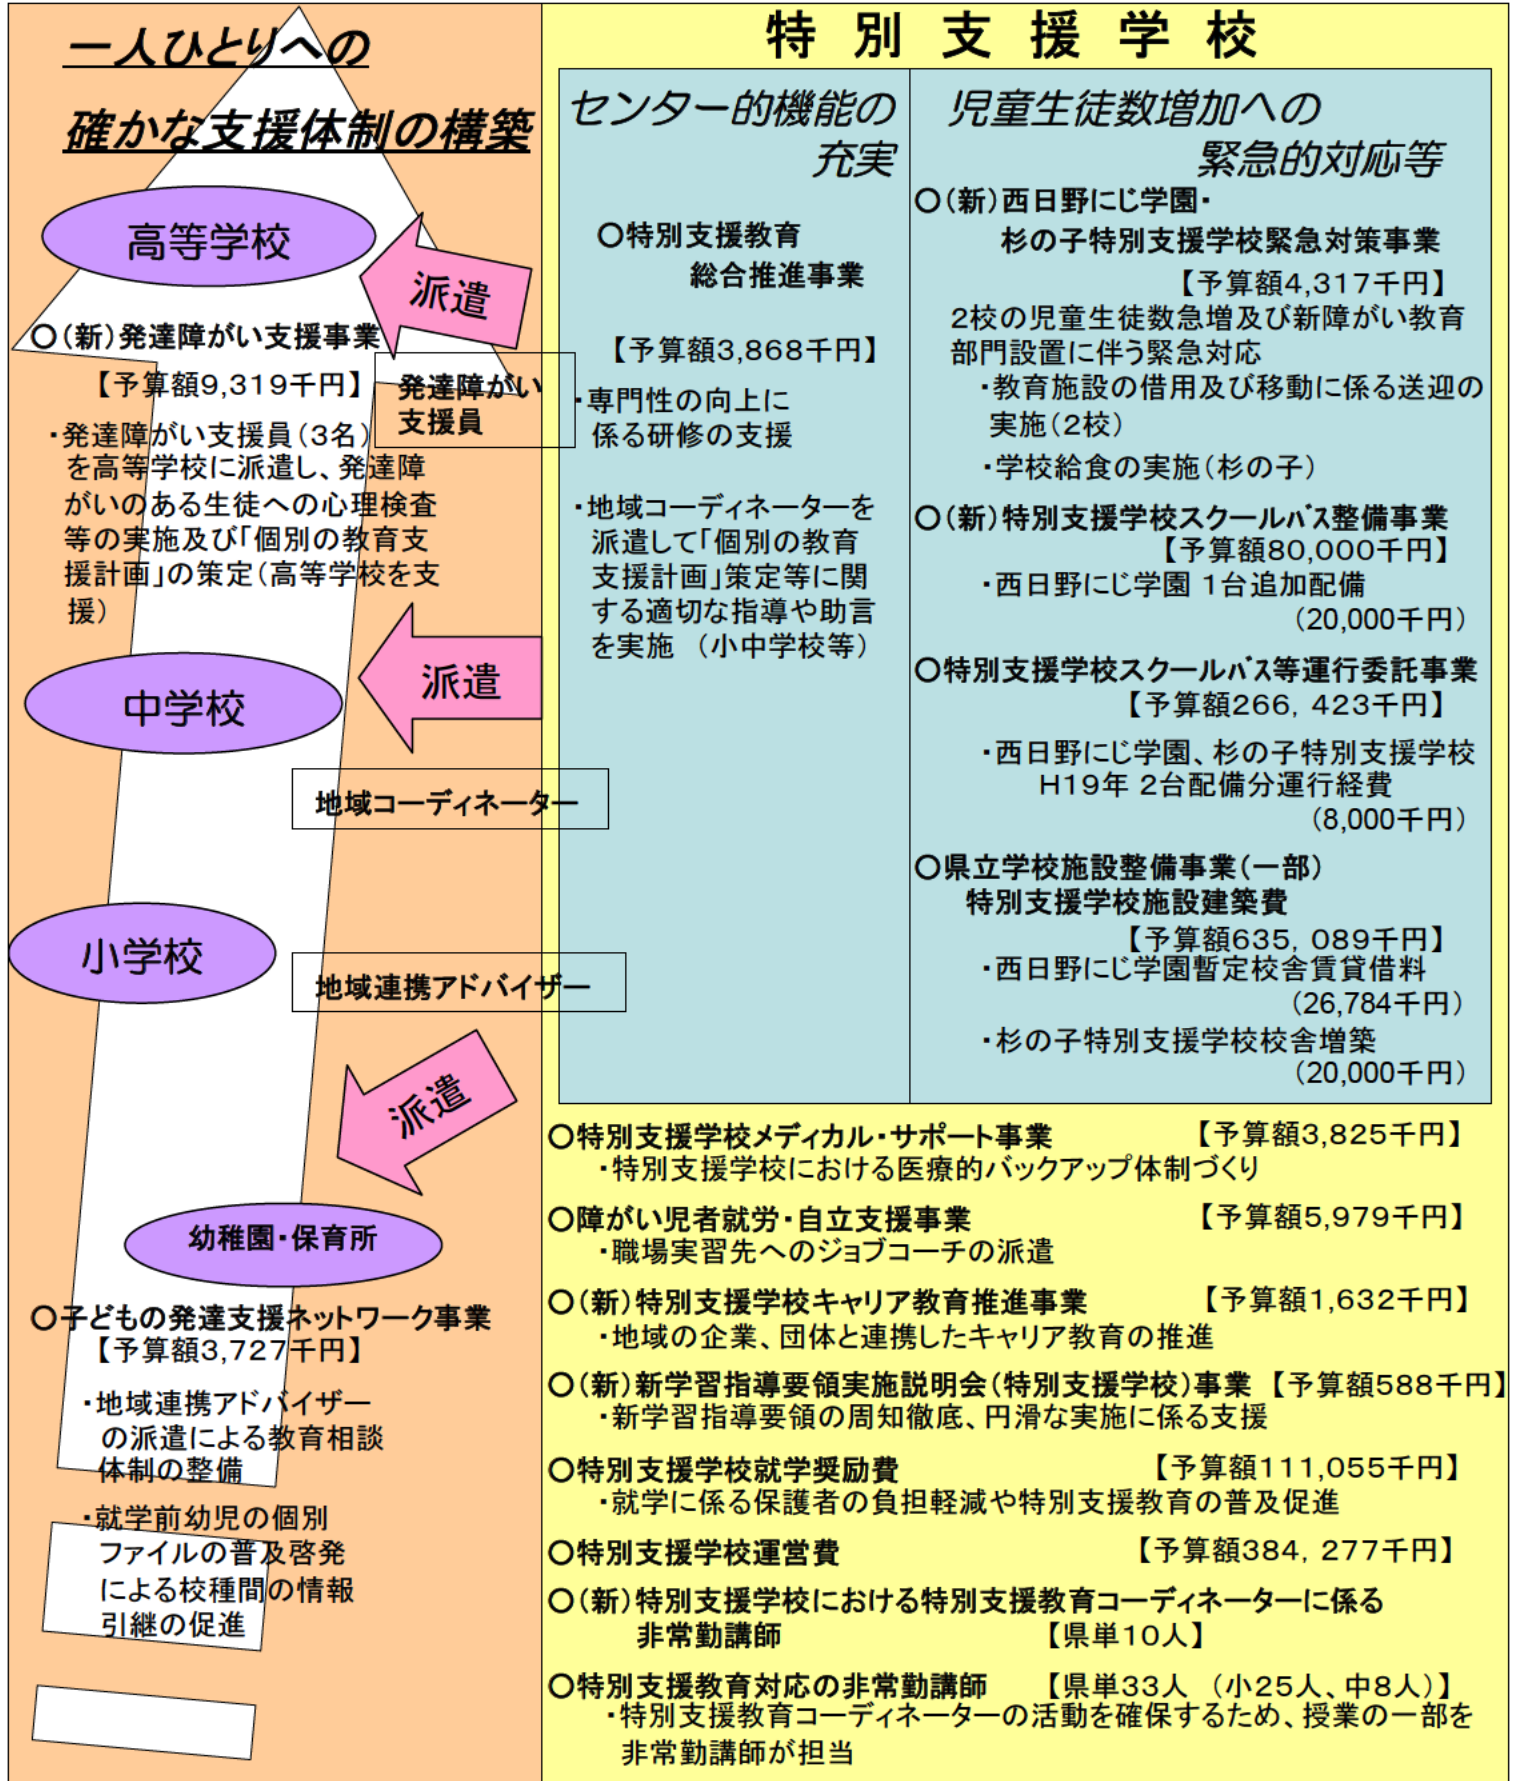 一人ひとりへの
確かな支援体制の構築
高等学校
派遣
○(新)発達障がい支援事業
【予算額9,319千円】
発達障がい
支援員
・発達障がい支援員(3名)
を高等学校に派遣し、発達障
がいのある生徒への心理検査
等の実施及び「個別の教育支
援計画」の策定(高等学校を支
援)
派遣
中学校
地域コーディネーター
小学校
地域連携アドバイザー
派遣
幼稚園・保育所
○子どもの発達支援ネットワーク事業
【予算額3,727千円】
・地域連携アドバイザー
の派遣による教育相談
体制の整備
・就学前幼児の個別
ファイルの普及啓発
による校種間の情報
引継の促進
特別支援学校
センター的機能の
充実
○特別支援教育
総合推進事業
【予算額3,868千円】
・専門性の向上に
係る研修の支援
・地域コーディネーターを
派遣して「個別の教育
支援計画」策定等に関
する適切な指導や助言
を実施 (小中学校等)
児童生徒数増加への
緊急的対応等
○(新)西日野にじ学園・
杉の子特別支援学校緊急対策事業
【予算額4,317千円】
2校の児童生徒数急増及び新障がい教育
部門設置に伴う緊急対応
・教育施設の借用及び移動に係る送迎の
実施(2校)
・学校給食の実施(杉の子)
○(新)特別支援学校スクールバス整備事業
【予算額80,000千円】
・西日野にじ学園 1台追加配備
(20,000千円)
○特別支援学校スクールバス等運行委託事業
【予算額266,423千円】
・西日野にじ学園、杉の子特別支援学校
H19年 2台配備分運行経費
(8,000千円)
○県立学校施設整備事業(一部)
特別支援学校施設建築費
【予算額635,089千円】
・西日野にじ学園暫定校舎賃貸借料
(26,784千円)
・杉の子特別支援学校校舎増築
(20,000千円)
○特別支援学校メディカル・サポート事業 【予算額3,825千円】
・特別支援学校における医療的バックアップ体制づくり
○障がい児者就労・自立支援事業 【予算額5,979千円】
・職場実習先へのジョブコーチの派遣
○(新)特別支援学校キャリア教育推進事業 【予算額1,632千円】
・地域の企業、団体と連携したキャリア教育の推進
○(新)新学習指導要領実施説明会(特別支援学校)事業 【予算額588千円】
・新学習指導要領の周知徹底、円滑な実施に係る支援
○特別支援学校就学奨励費 【予算額111,055千円】
・就学に係る保護者の負担軽減や特別支援教育の普及促進
○特別支援学校運営費 【予算額384,277千円】
○(新)特別支援学校における特別支援教育コーディネーターに係る
非常勤講師 【県単10人】
○特別支援教育対応の非常勤講師 【県単33人 (小25人、中8人)】
・特別支援教育コーディネーターの活動を確保するため、授業の一部を
非常勤講師が担当